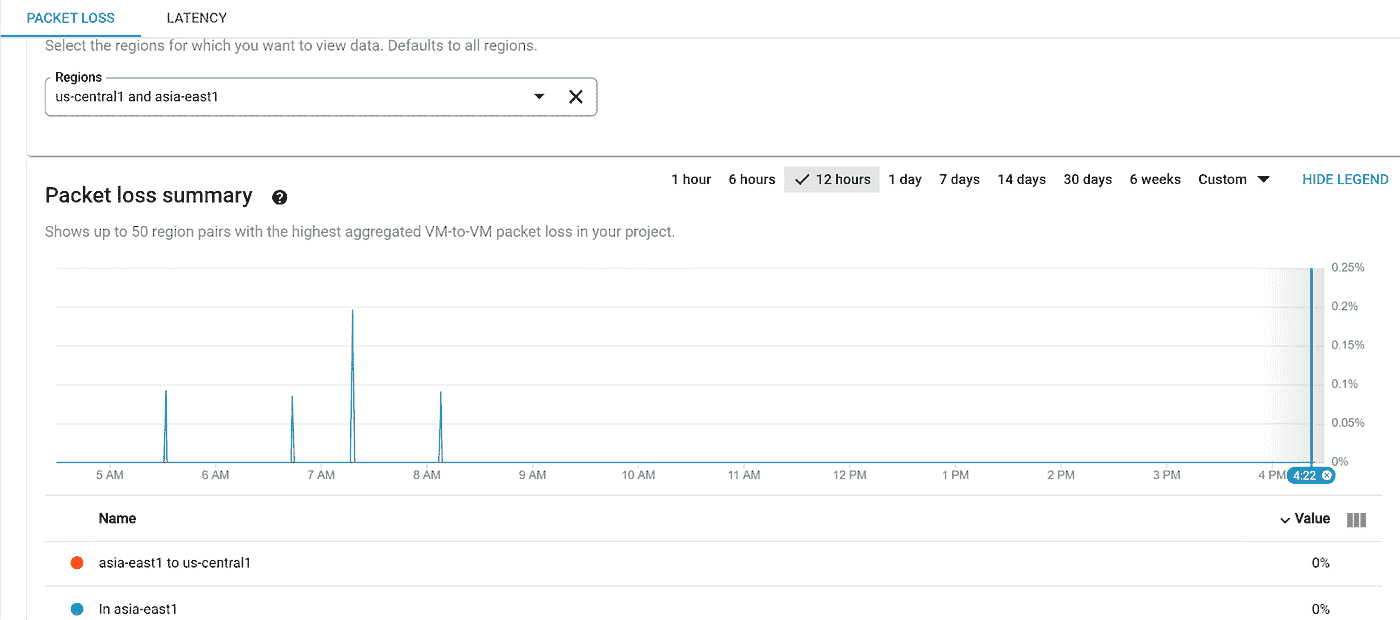 PACKET LOSS LATENCY
Select the regions for which you want to view data. Defaults to all regions.
Regions
us-central1 and asia-east1
1 hour 6 hours 12 hours 1 day 7 days 14 days 30 days 6 weeks Custom HIDE LEGEND
Packet loss summary
Shows up to 50 region pairs with the highest aggregated VM-to-VM packet loss in your project.
0.25%
0.2%
0.15%
0.1%
0.05%
0%
5 AM 6 AM 7 AM 8 AM 9 AM 10 AM 11 AM 12 PM 1 PM 2 PM 3 PM 4 PM 4:22
Name Value
asia-east1 to us-central1 0%
In asia-east1 0%